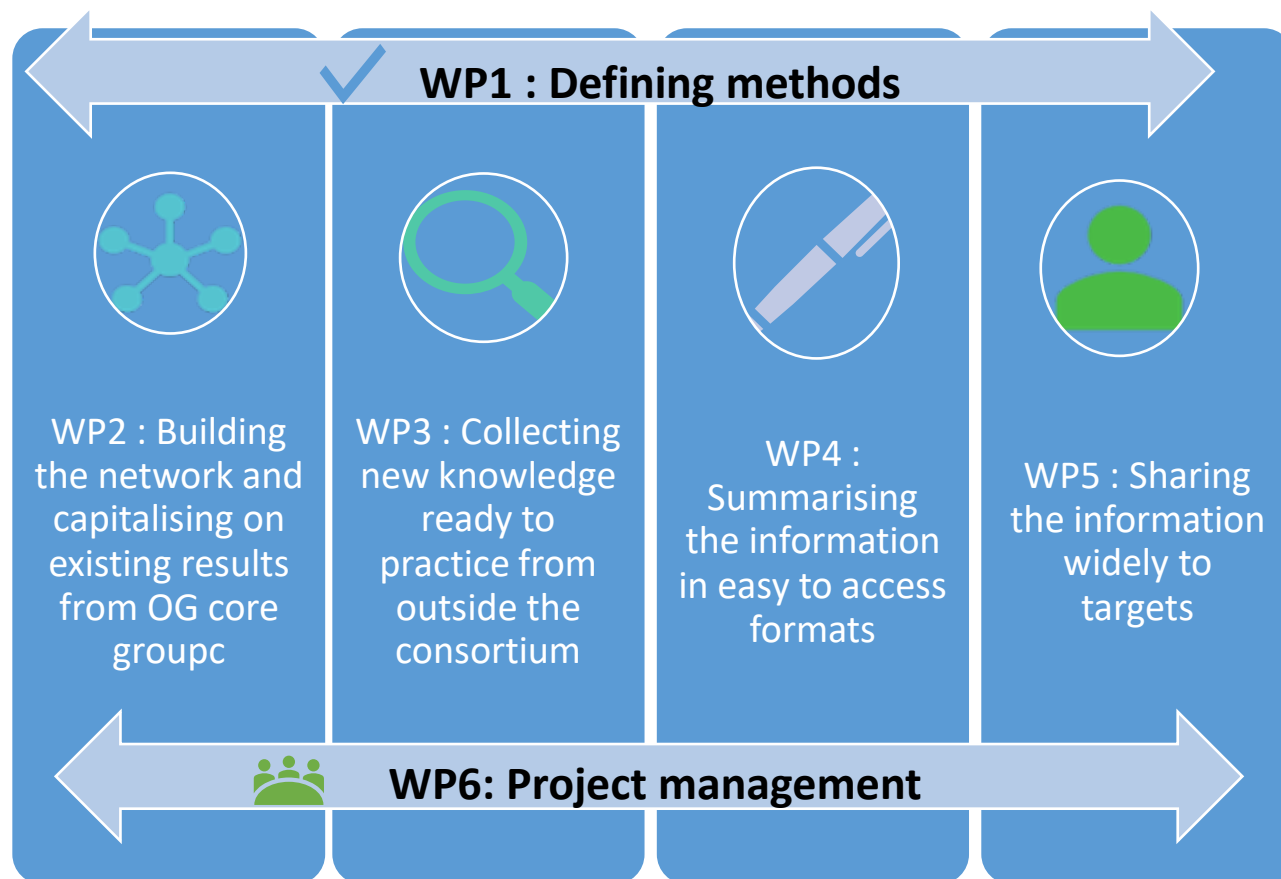 WP1 : Defining methods
WP2 : Building
the network and
capitalising on
existing results
from OG core
groupc
WP3 : Collecting
new knowledge
ready to
practice from
outside the
consortium
WP4 :
Summarising
the information
in easy to access
formats
WP5 : Sharing
the information
widely to
targets
WP6: Project management